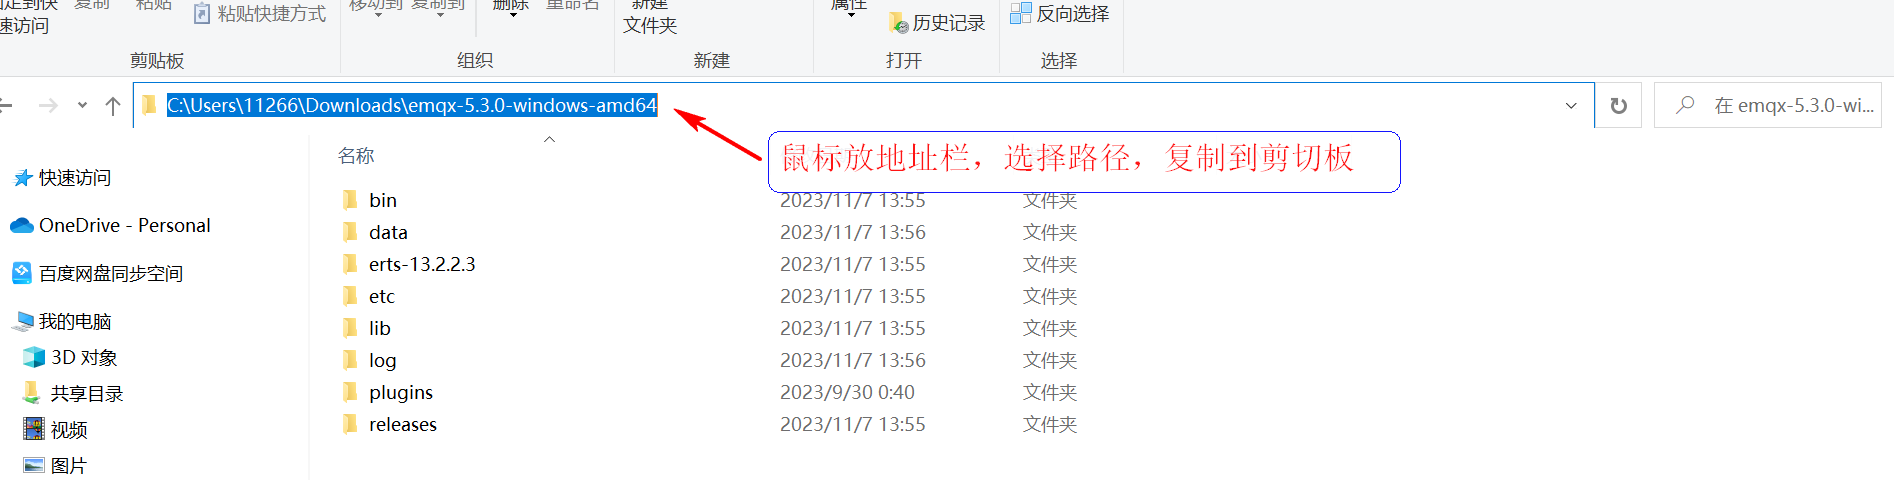 复制
粘贴
粘贴快捷方式
移动到
复制到
删除
重命名
新建
文件夹
属性
历史记录
反向选择
速访问
剪贴板
组织
新建
打开
选择
C:\Users\11266\Downloads\emqx-5.3.0-windows-amd64
在 emqx-5.3.0-wi...
鼠标放地址栏，选择路径，复制到剪切板
名称
快速访问
OneDrive - Personal
百度网盘同步空间
我的电脑
3D 对象
共享目录
视频
图片
bin 2023/11/7 13:55 文件夹
data 2023/11/7 13:56 文件夹
erts-13.2.2.3 2023/11/7 13:55 文件夹
etc 2023/11/7 13:55 文件夹
lib 2023/11/7 13:55 文件夹
log 2023/11/7 13:56 文件夹
plugins 2023/9/30 0:40 文件夹
releases 2023/11/7 13:55 文件夹